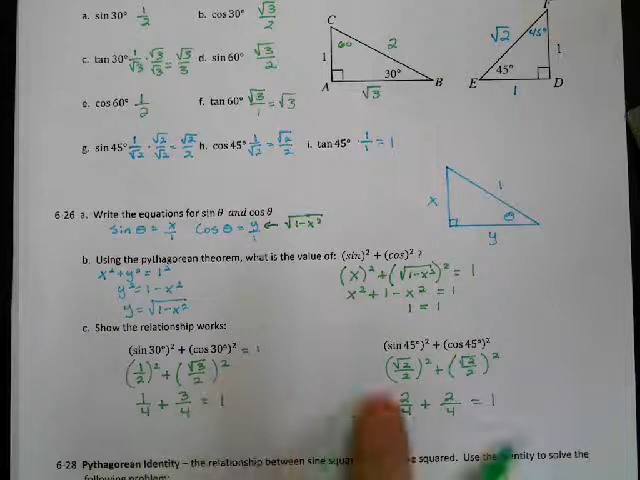 a. sin 30° 1/2 b. cos 30° √3/2
c. tan 30° 1/√3 · √3/√3 = √3/3 d. sin 60° √3/2
e. cos 60° 1/2 f. tan 60° √3/1 = √3
g. sin 45° 1/√2 · √2/√2 = √2/2 h. cos 45° 1/√2 = √2/2 i. tan 45° · 1/1 = 1
C 60 2 1 30° A √3 B
F √2 45° 1 45° E 1 D
x 1 θ y
6-26 a. Write the equations for sin θ and cos θ
sin θ = x/1 cos θ = y/1 ← √1-x²
b. Using the pythagorean theorem, what is the value of: (sin)² + (cos)² ?
x² + y² = 1² (x)² + (√1-x²)² = 1
y² = 1 - x² x² + 1 - x² = 1
y = √1-x² 1 = 1
c. Show the relationship works:
(sin 30°)² + (cos 30°)² = 1 (sin 45°)² + (cos 45°)²
(1/2)² + (√3/2)² (√2/2)² + (√2/2)²
1/4 + 3/4 = 1 2/4 + 2/4 = 1
6-28 Pythagorean Identity – the relationship between sine squar be squared. Use the identity to solve the
following problem: